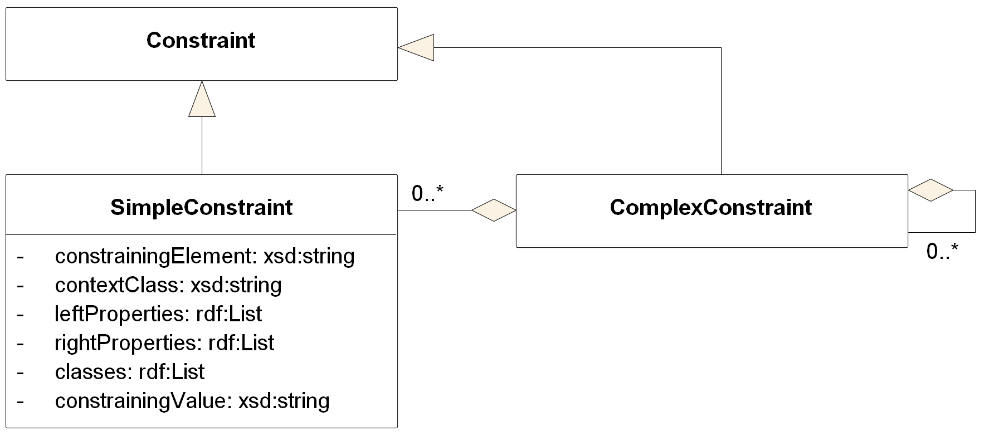 Constraint
0..*
SimpleConstraint
ComplexConstraint
0..*
- constrainingElement: xsd:string
- contextClass: xsd:string
- leftProperties: rdf:List
- rightProperties: rdf:List
- classes: rdf:List
- constrainingValue: xsd:string